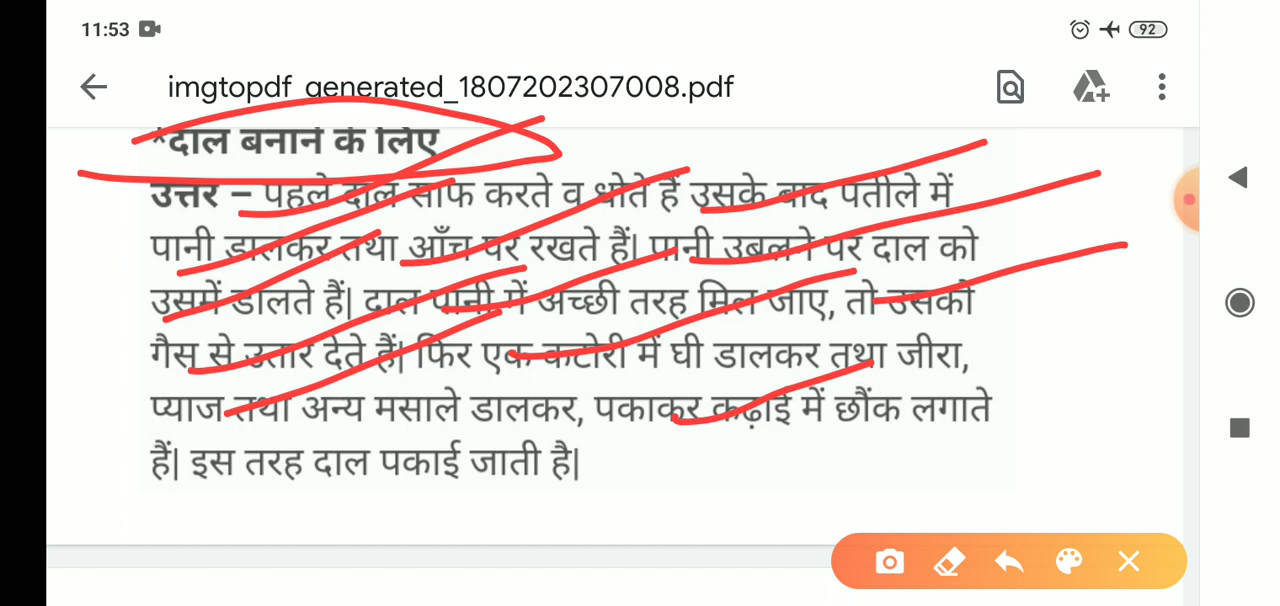 11:53
92
imgtopdf_generated_1807202307008.pdf
*दाल बनाने के लिए
उत्तर – पहले दाल साफ करते व धोते हैं उसके बाद पतीले में
पानी डालकर तथा आँच पर रखते हैं| पानी उबलने पर दाल को
उसमें डालते हैं| दाल पानी में अच्छी तरह मिल जाए, तो उसको
गैस से उतार देते हैं| फिर एक कटोरी में घी डालकर तथा जीरा,
प्याज तथा अन्य मसाले डालकर, पकाकर कढ़ाई में छौंक लगाते
हैं| इस तरह दाल पकाई जाती है|